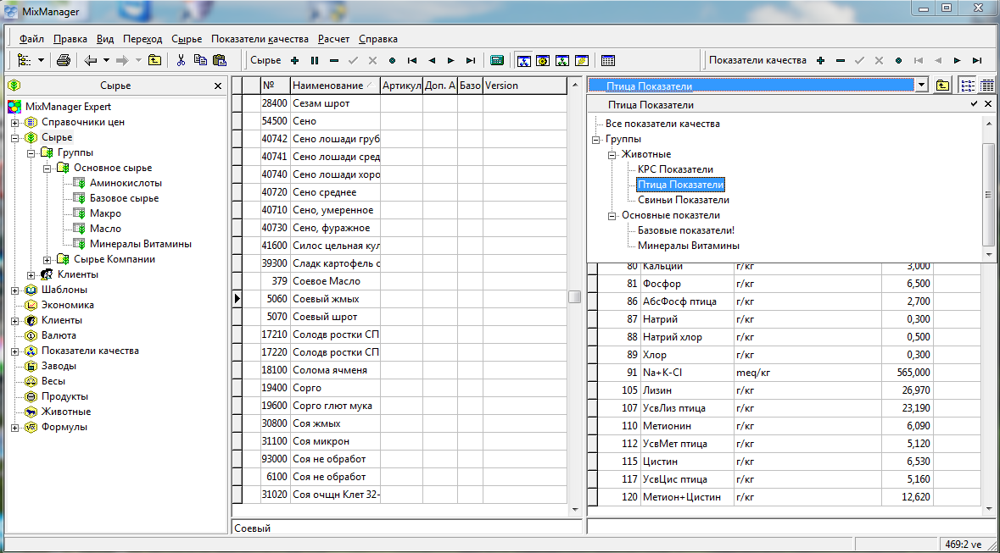 MixManager
Файл Правка Вид Переход Сырье Показатели качества Расчет Справка
Сырье Показатели качества
Сырье
MixManager Expert
Справочники цен
Сырье
Группы
Основное сырье
Аминокислоты
Базовое сырье
Макро
Масло
Минералы Витамины
Сырье Компании
Клиенты
Шаблоны
Экономика
Клиенты
Валюта
Показатели качества
Заводы
Весы
Продукты
Животные
Формулы
№ Наименование Артикул Доп. А Базо Version
28400 Сезам шрот
54500 Сено
40742 Сено лошади груб
40741 Сено лошади сред
40740 Сено лошади хоро
40720 Сено среднее
40710 Сено, умеренное
40730 Сено, фуражное
41600 Силос цельная кул
39300 Сладк картофель с
379 Соевое Масло
5060 Соевый жмых
5070 Соевый шрот
17210 Солодв ростки СП
17220 Солодв ростки СП
18100 Солома ячменя
19400 Сорго
19600 Сорго глют мука
30800 Соя жмых
31100 Соя микрон
93000 Соя не обработ
6100 Соя не обработ
31020 Соя очщн Клет 32-
Соевый
Птица Показатели
Птица Показатели
Все показатели качества
Группы
Животные
КРС Показатели
Птица Показатели
Свиньи Показатели
Основные показтели
Базовые показатели!
Минералы Витамины
80 Кальций г/кг 3,000
81 Фосфор г/кг 6,500
86 АбсФосф птица г/кг 2,700
87 Натрий г/кг 0,300
88 Натрий хлор г/кг 0,500
89 Хлор г/кг 0,300
91 Na+K-Cl meq/кг 565,000
105 Лизин г/кг 26,970
107 УсвЛиз птица г/кг 23,190
110 Метионин г/кг 6,090
112 УсвМет птица г/кг 5,120
115 Цистин г/кг 6,530
117 УсвЦис птица г/кг 5,160
120 Метион+Цистин г/кг 12,620
469:2 ve